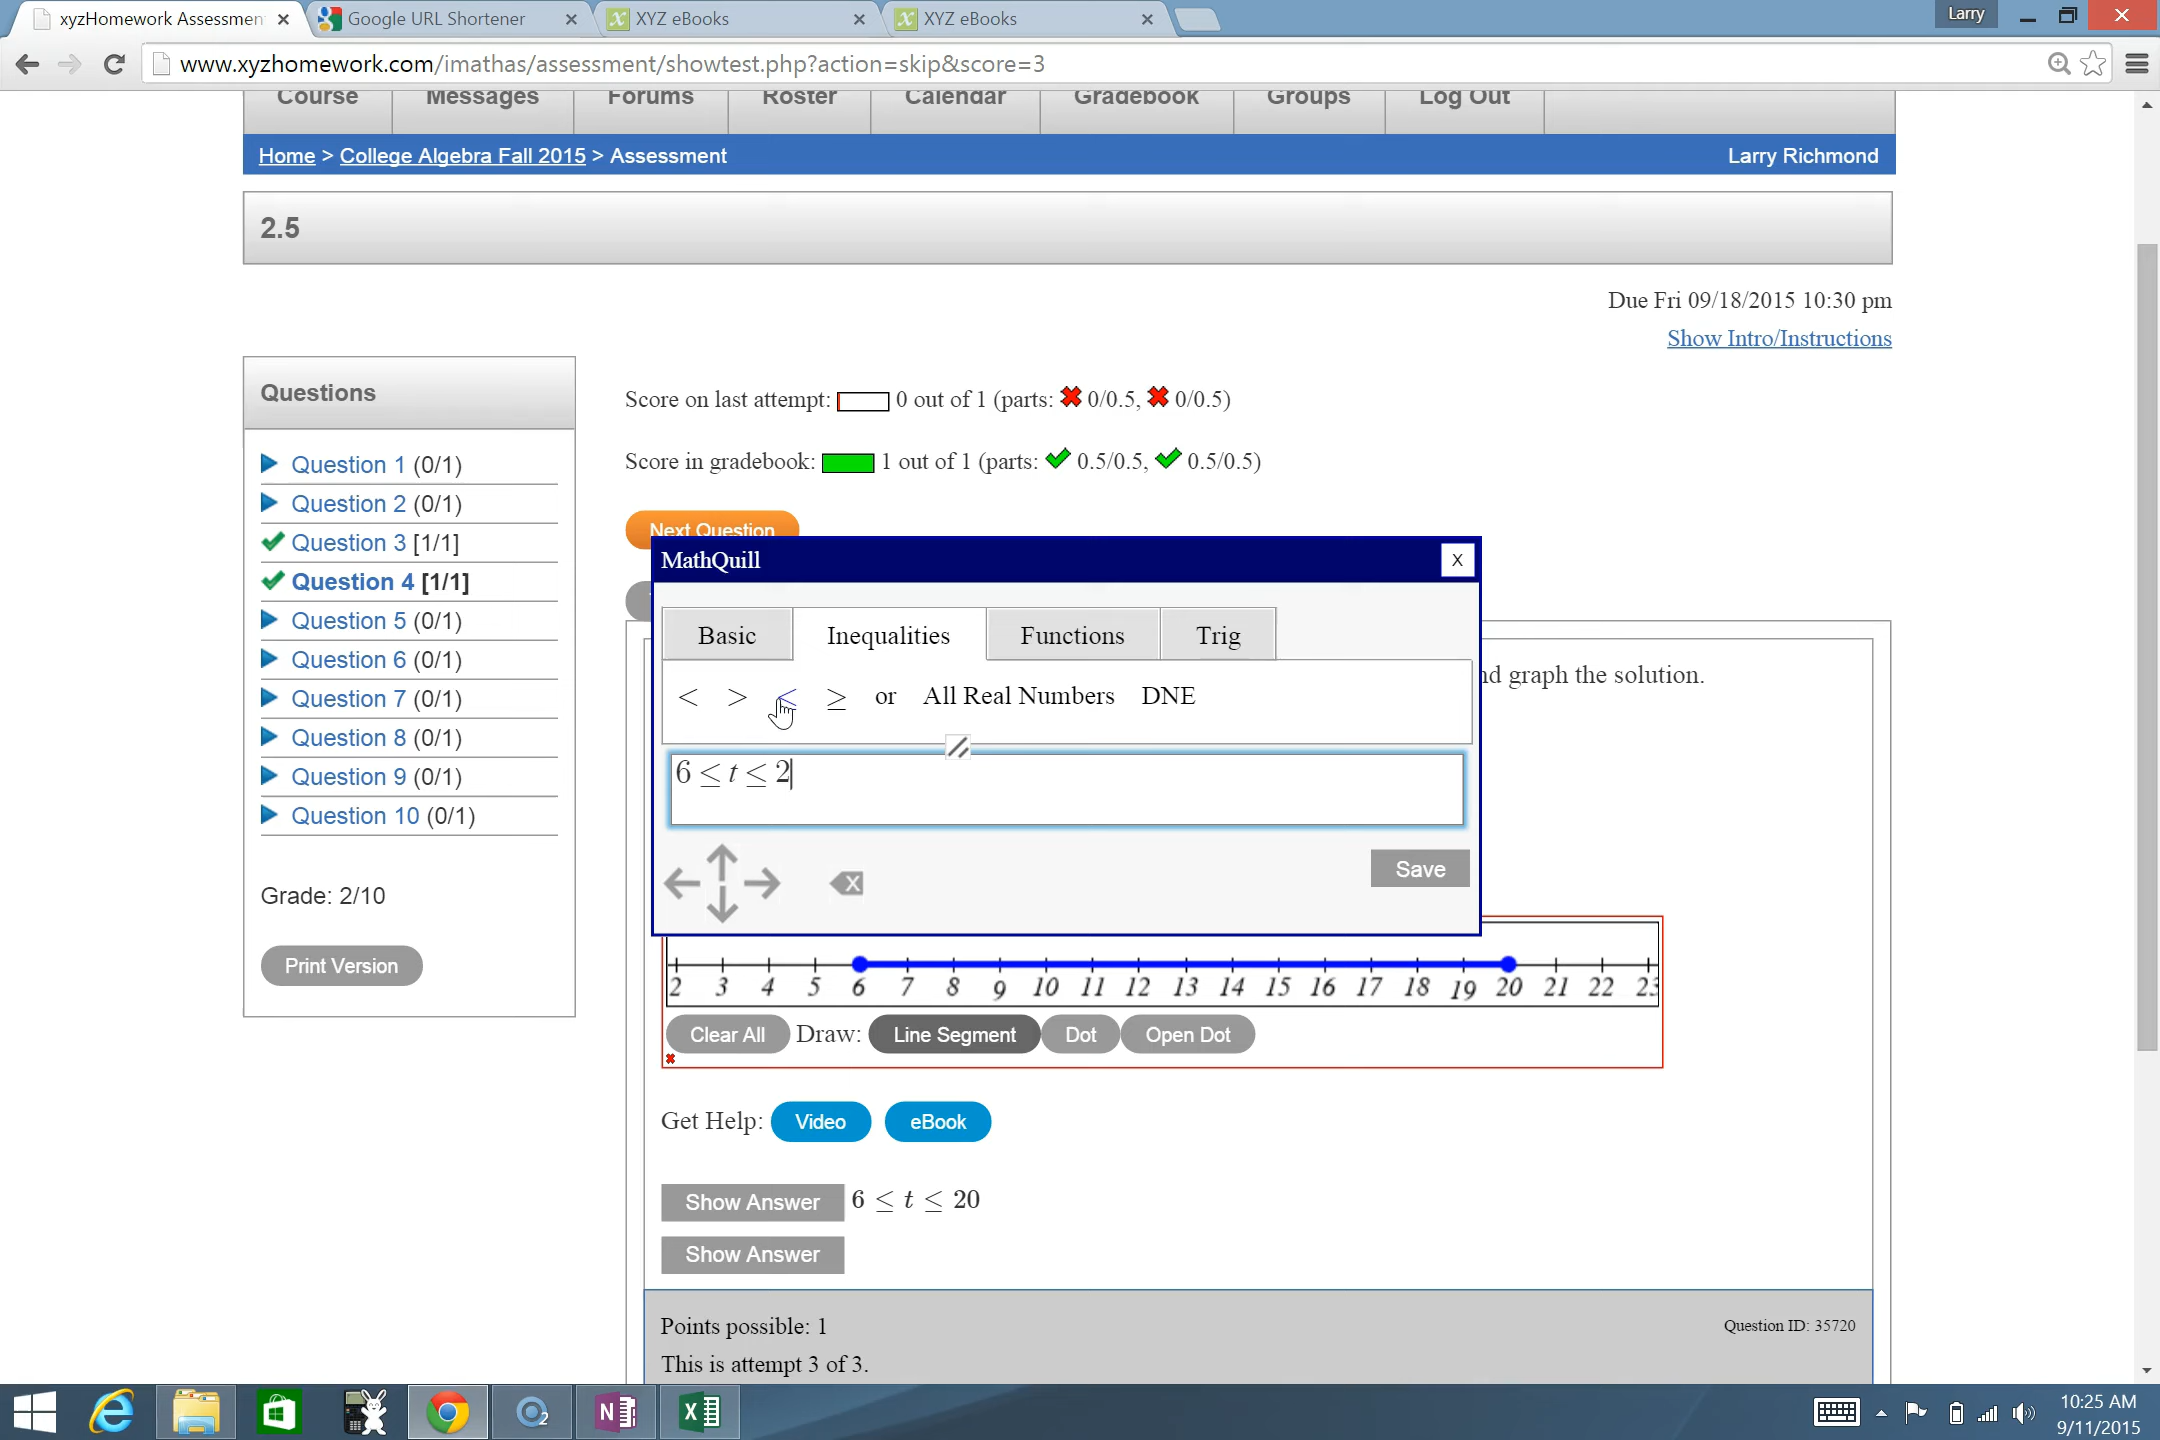 xyzHomework Assessmen
Google URL Shortener
XYZ eBooks
XYZ eBooks
Larry
www.xyzhomework.com/imathas/assessment/showtest.php?action=skip&score=3
Course Messages Forums Roster Calendar Gradebook Groups Log Out
Home > College Algebra Fall 2015 > Assessment
Larry Richmond
2.5
Due Fri 09/18/2015 10:30 pm
Show Intro/Instructions
Questions
Question 1 (0/1)
Question 2 (0/1)
Question 3 [1/1]
Question 4 [1/1]
Question 5 (0/1)
Question 6 (0/1)
Question 7 (0/1)
Question 8 (0/1)
Question 9 (0/1)
Question 10 (0/1)
Grade: 2/10
Print Version
Score on last attempt: 0 out of 1 (parts: ✖ 0/0.5, ✖ 0/0.5)
Score in gradebook: 1 out of 1 (parts: ✔ 0.5/0.5, ✔ 0.5/0.5)
Next Question
MathQuill
X
Basic Inequalities Functions Trig
nd graph the solution.
< > ≤ ≥ or All Real Numbers DNE
6 ≤ t ≤ 2
Save
2 3 4 5 6 7 8 9 10 11 12 13 14 15 16 17 18 19 20 21 22 23
Clear All Draw: Line Segment Dot Open Dot
Get Help: Video eBook
Show Answer 6 ≤ t ≤ 20
Show Answer
Points possible: 1
Question ID: 35720
This is attempt 3 of 3.
10:25 AM
9/11/2015